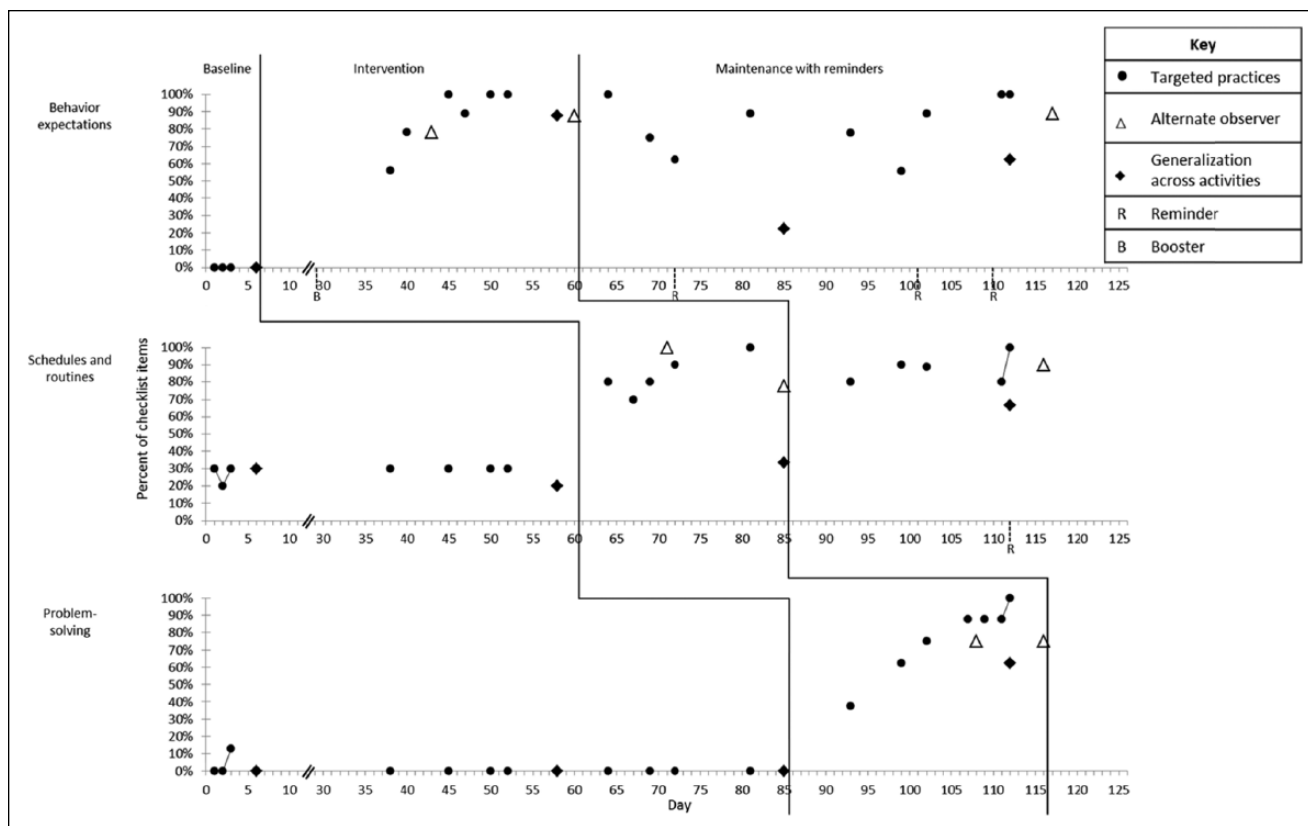 Key
Targeted practices
Alternate observer
Generalization
across activities
R Reminder
B Booster
Baseline Intervention Maintenance with reminders
Behavior
expectations
100%
90%
80%
70%
60%
50%
40%
30%
20%
10%
0%
0 5 10 30 35 40 45 50 55 60 65 70 75 80 85 90 95 100 105 110 115 120 125
B R R R
Schedules and
routines
Percent of checklist items
100%
90%
80%
70%
60%
50%
40%
30%
20%
10%
0%
0 5 10 30 35 40 45 50 55 60 65 70 75 80 85 90 95 100 105 110 115 120 125
R
Problem-
solving
100%
90%
80%
70%
60%
50%
40%
30%
20%
10%
0%
0 5 10 30 35 40 45 50 55 60 65 70 75 80 85 90 95 100 105 110 115 120 125
Day